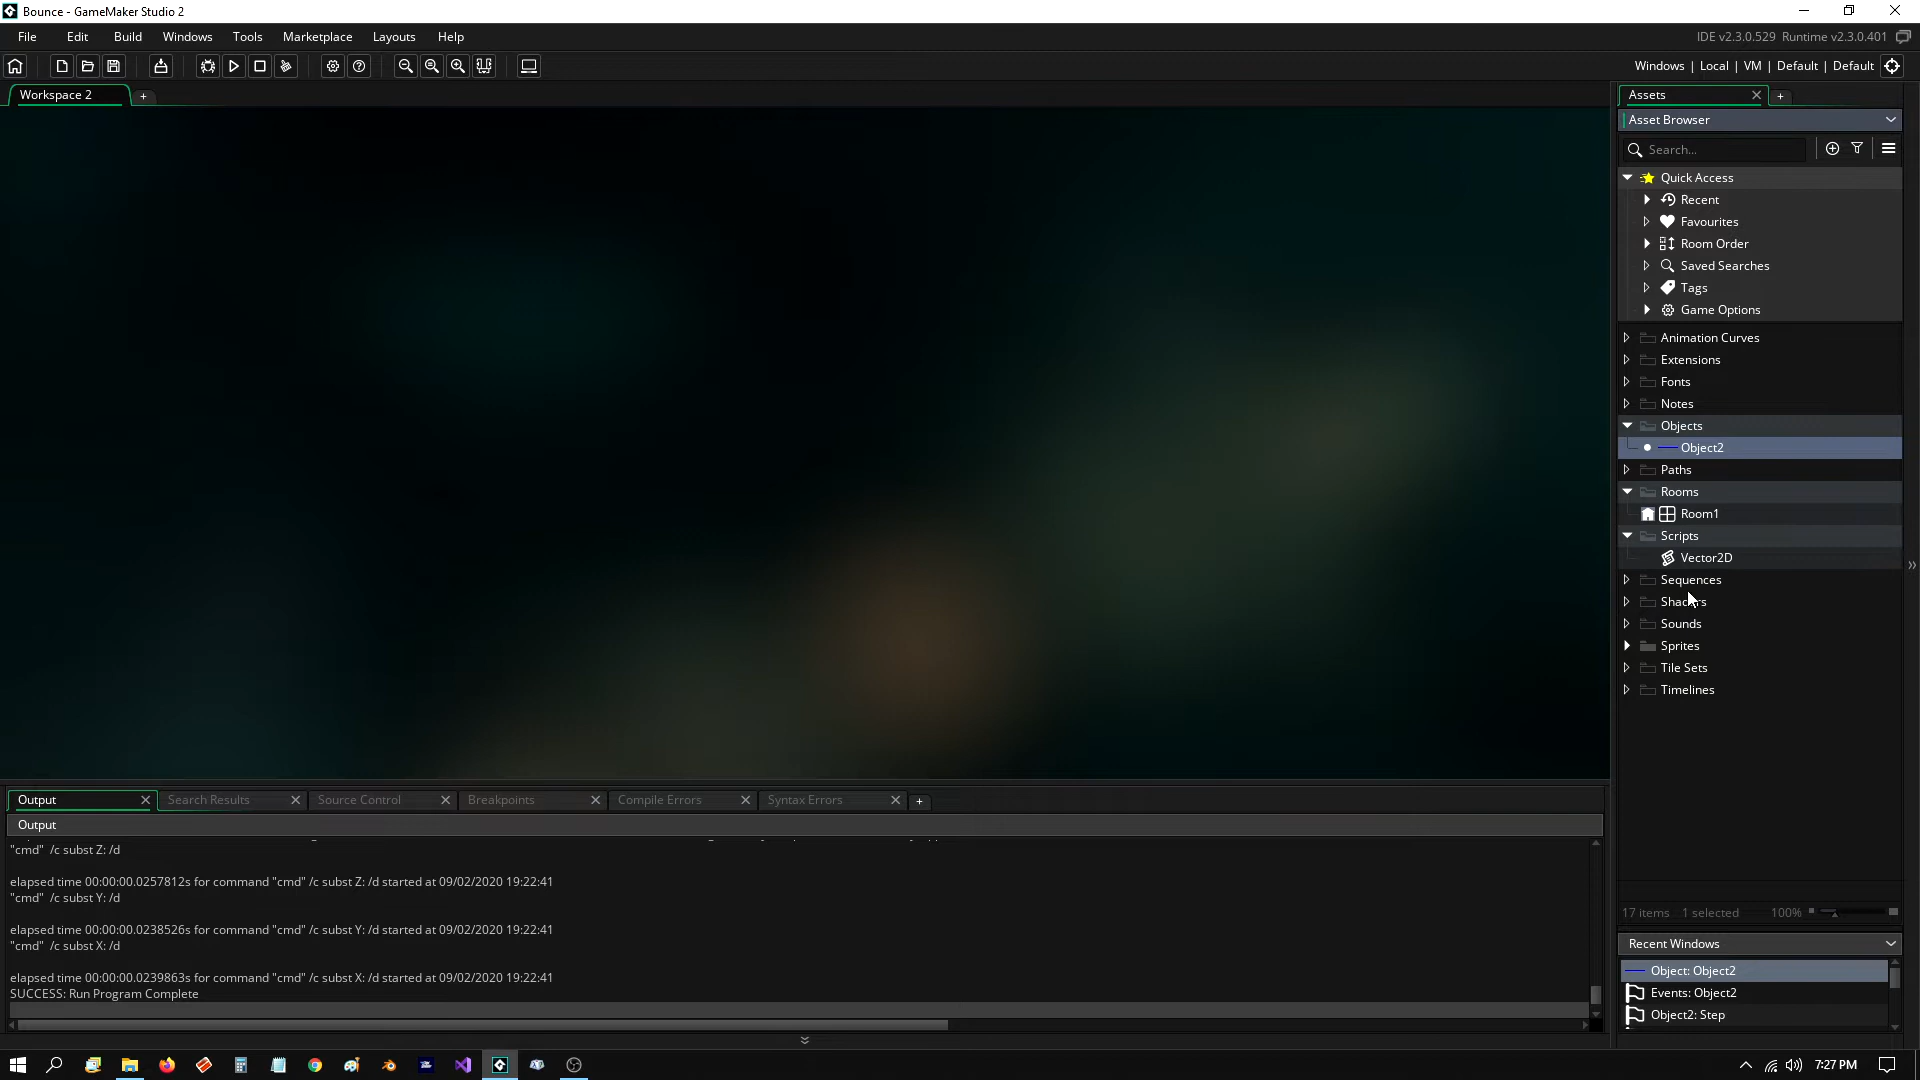 Bounce - GameMaker Studio 2
File Edit Build Windows Tools Marketplace Layouts Help
IDE v2.3.0.529 Runtime v2.3.0.401
Windows | Local | VM | Default | Default
Workspace 2
Assets
Asset Browser
Search...
Quick Access
Recent
Favourites
Room Order
Saved Searches
Tags
Game Options
Animation Curves
Extensions
Fonts
Notes
Objects
Object2
Paths
Rooms
Room1
Scripts
Vector2D
Sequences
Shaders
Sounds
Sprites
Tile Sets
Timelines
17 items 1 selected 100%
Recent Windows
Object: Object2
Events: Object2
Object2: Step
Output Search Results Source Control Breakpoints Compile Errors Syntax Errors
Output
"cmd" /c subst Z: /d
elapsed time 00:00:00.0257812s for command "cmd" /c subst Z: /d started at 09/02/2020 19:22:41
"cmd" /c subst Y: /d
elapsed time 00:00:00.0238526s for command "cmd" /c subst Y: /d started at 09/02/2020 19:22:41
"cmd" /c subst X: /d
elapsed time 00:00:00.0239863s for command "cmd" /c subst X: /d started at 09/02/2020 19:22:41
SUCCESS: Run Program Complete
7:27 PM